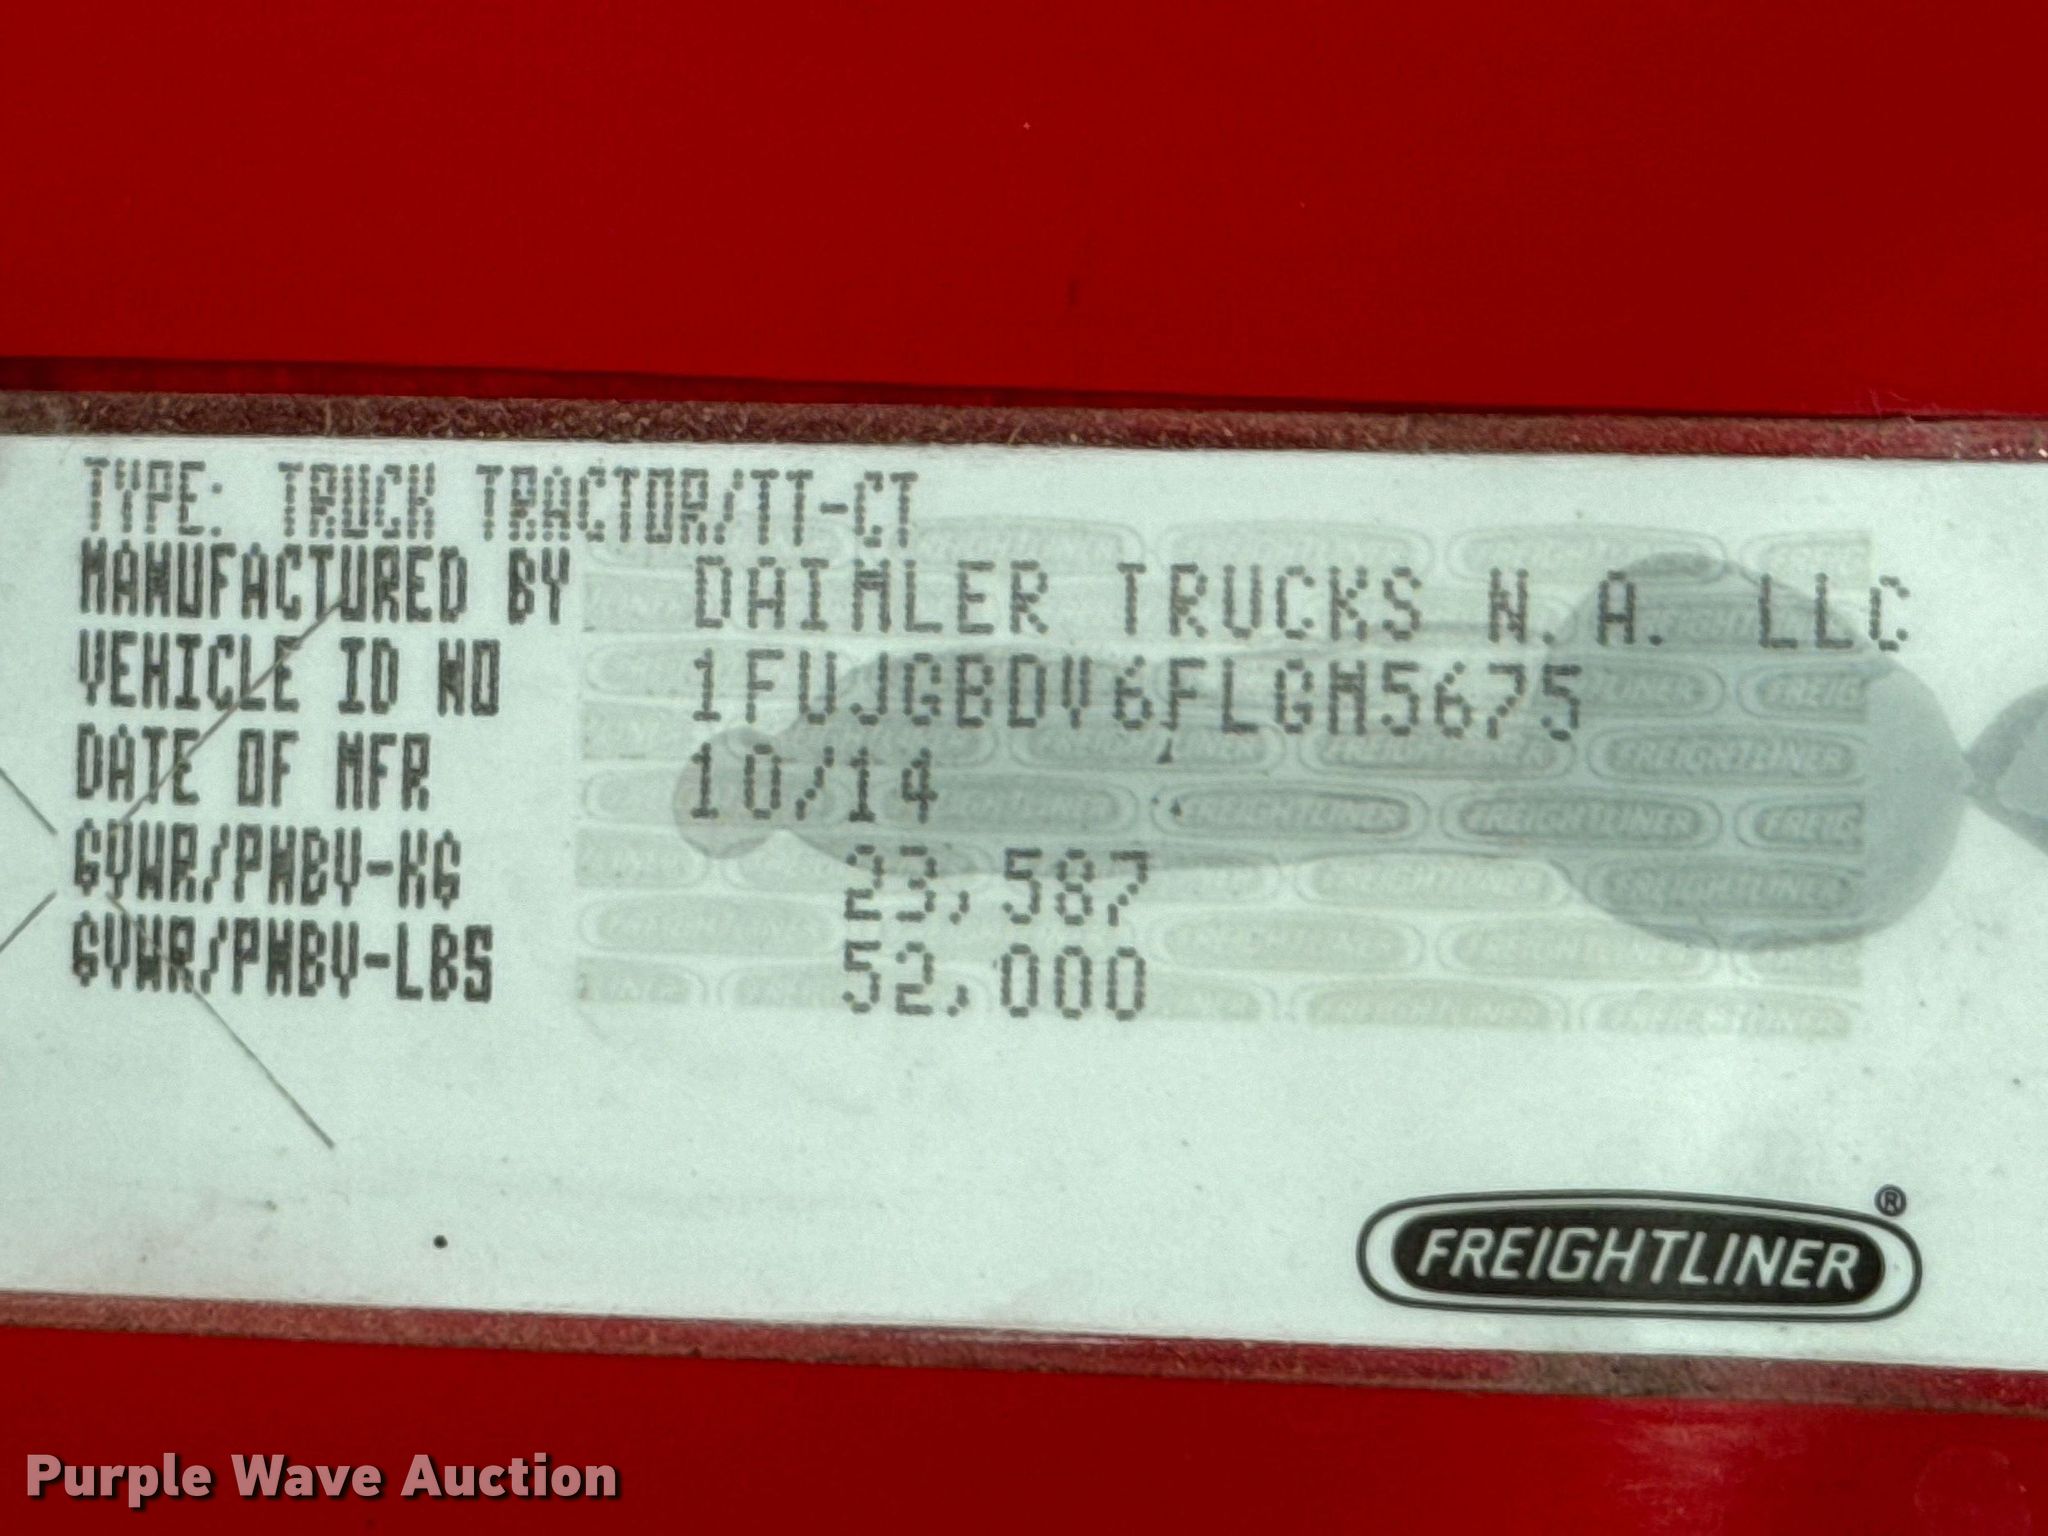 TYPE: TRUCK TRACTOR/TT-CT
MANUFACTURED BY DAIMLER TRUCKS N.A. LLC
VEHICLE ID NO 1FUJGBDV6FLGM5675
DATE OF MFR 10/14
GVWR/PNBV-KG 23,587
GVWR/PNBV-LBS 52,000
FREIGHTLINER®
Purple Wave Auction